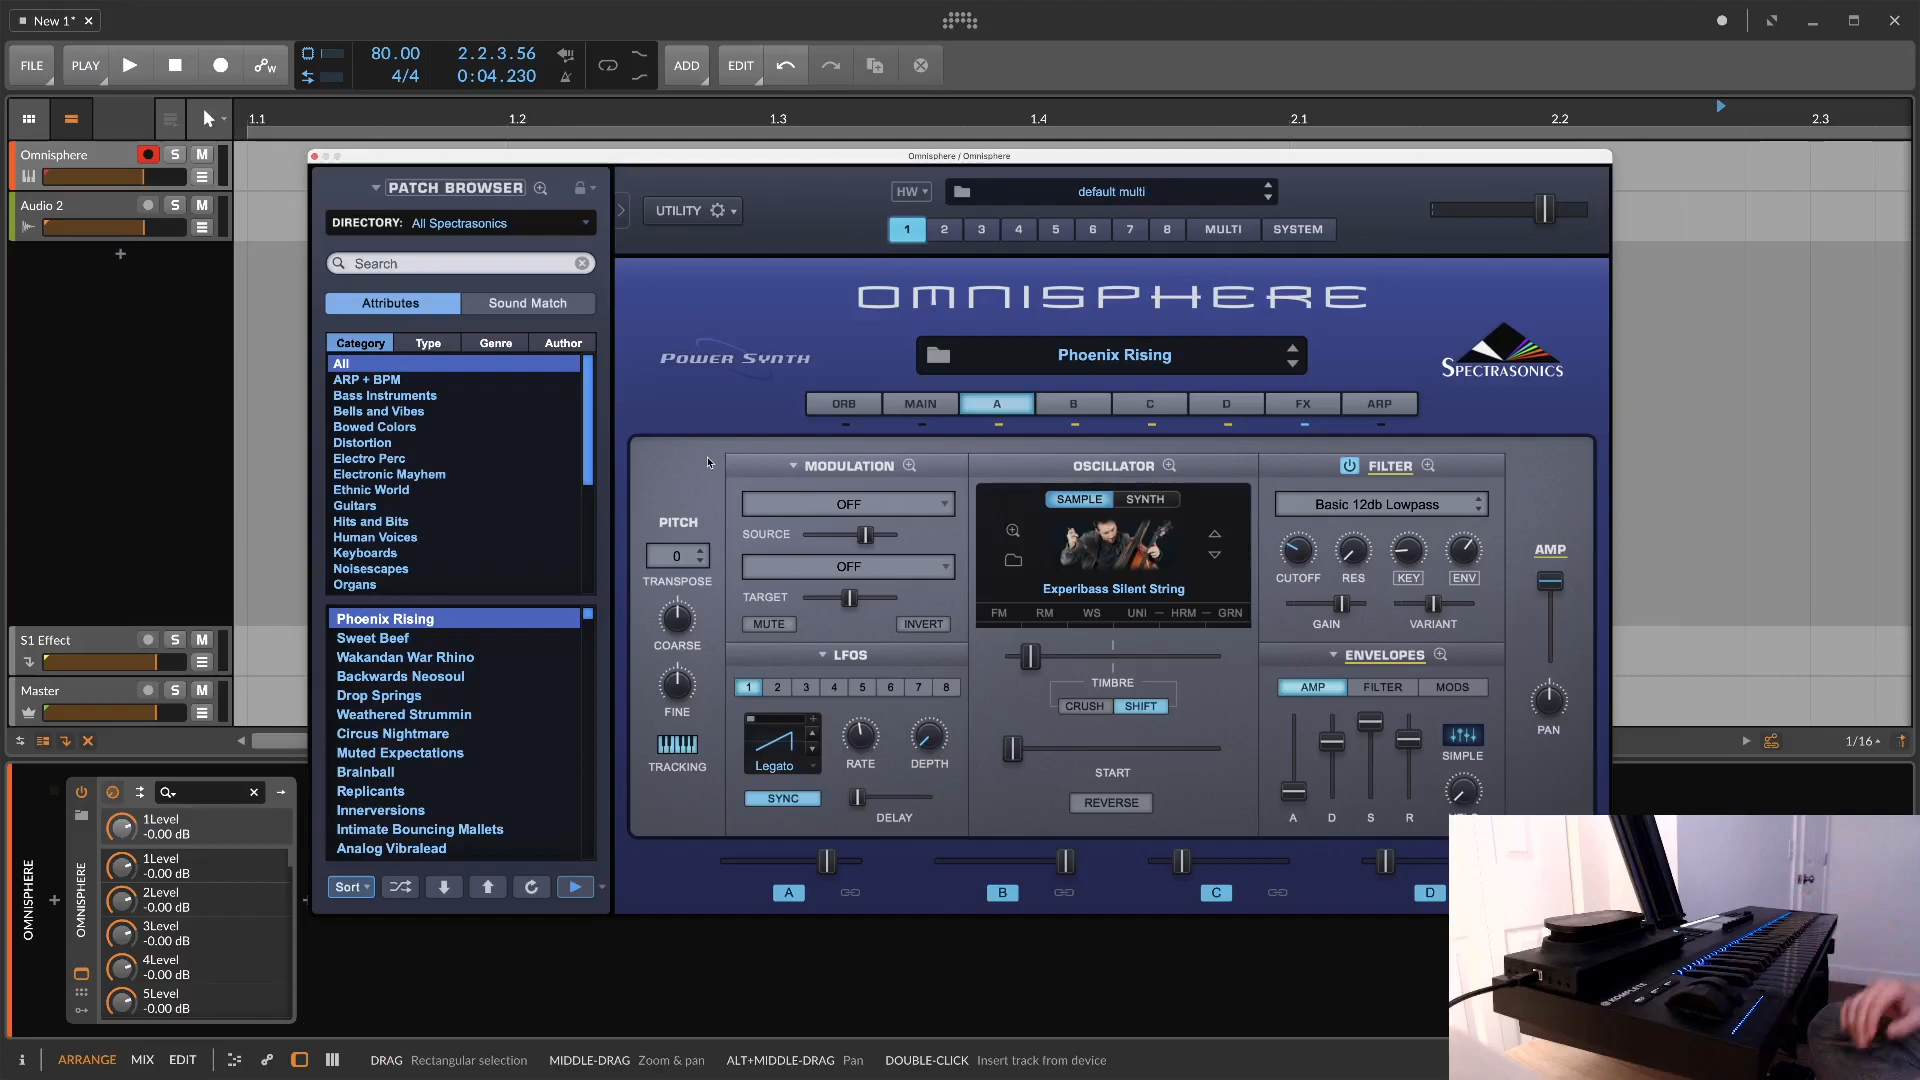 New 1*
FILE
PLAY
80.00
4/4
2.2.3.56
0:04.230
ADD
EDIT
1.1
1.2
1.3
1.4
2.1
2.2
2.3
Omnisphere
S
M
Audio 2
S
M
S1 Effect
S
M
Master
S
M
1/16
Omnisphere / Omnisphere
PATCH BROWSER
DIRECTORY: All Spectrasonics
Search
Attributes
Sound Match
Category
Type
Genre
Author
All
ARP + BPM
Bass Instruments
Bells and Vibes
Bowed Colors
Distortion
Electro Perc
Electronic Mayhem
Ethnic World
Guitars
Hits and Bits
Human Voices
Keyboards
Noisescapes
Organs
Phoenix Rising
Sweet Beef
Wakandan War Rhino
Backwards Neosoul
Drop Springs
Weathered Strummin
Circus Nightmare
Muted Expectations
Brainball
Replicants
Innerversions
Intimate Bouncing Mallets
Analog Vibralead
Sort
UTILITY
HW
default multi
1
2
3
4
5
6
7
8
MULTI
SYSTEM
OMNISPHERE
POWER SYNTH
Phoenix Rising
SPECTRASONICS
ORB
MAIN
A
B
C
D
FX
ARP
PITCH
0
TRANSPOSE
COARSE
FINE
TRACKING
MODULATION
OFF
SOURCE
OFF
TARGET
MUTE
INVERT
LFOS
1
2
3
4
5
6
7
8
Legato
RATE
DEPTH
SYNC
DELAY
OSCILLATOR
SAMPLE
SYNTH
Experibass Silent String
FM
RM
WS
UNI
HRM
GRN
TIMBRE
CRUSH
SHIFT
START
REVERSE
FILTER
Basic 12db Lowpass
CUTOFF
RES
KEY
ENV
GAIN
VARIANT
ENVELOPES
AMP
FILTER
MODS
SIMPLE
A
D
S
R
AMP
PAN
A
B
C
D
OMNISPHERE
OMNISPHERE
1Level
-0.00 dB
1Level
-0.00 dB
2Level
-0.00 dB
3Level
-0.00 dB
4Level
-0.00 dB
5Level
-0.00 dB
KOMPLETE
ARRANGE
MIX
EDIT
DRAG Rectangular selection
MIDDLE-DRAG Zoom & pan
ALT+MIDDLE-DRAG Pan
DOUBLE-CLICK Insert track from device